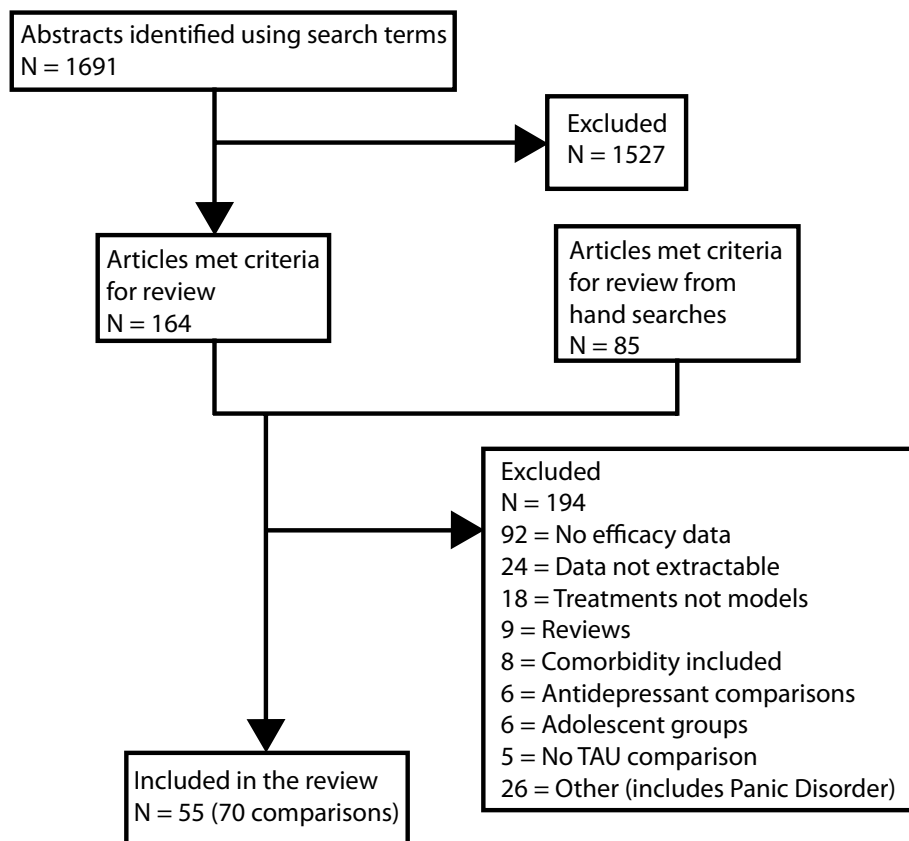 Abstracts identified using search terms
N = 1691
Excluded
N = 1527
Articles met criteria
for review
N = 164
Articles met criteria
for review from
hand searches
N = 85
Excluded
N = 194
92 = No efficacy data
24 = Data not extractable
18 = Treatments not models
9 = Reviews
8 = Comorbidity included
6 = Antidepressant comparisons
6 = Adolescent groups
5 = No TAU comparison
26 = Other (includes Panic Disorder)
Included in the review
N = 55 (70 comparisons)